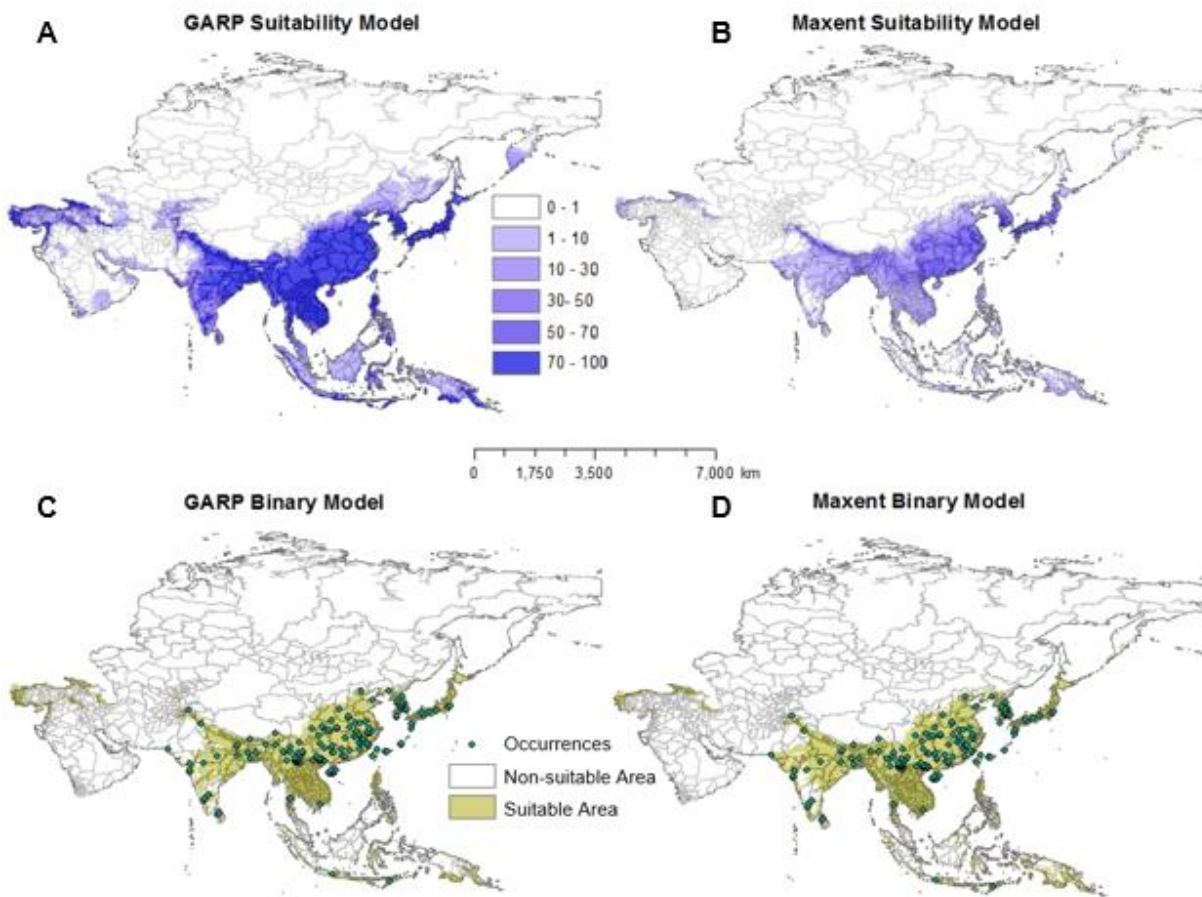 A
GARP Suitability Model
B
Maxent Suitability Model
0 - 1
1 - 10
10 - 30
30- 50
50 - 70
70 - 100
0 1,750 3,500 7,000 km
C
GARP Binary Model
D
Maxent Binary Model
Occurrences
Non-suitable Area
Suitable Area